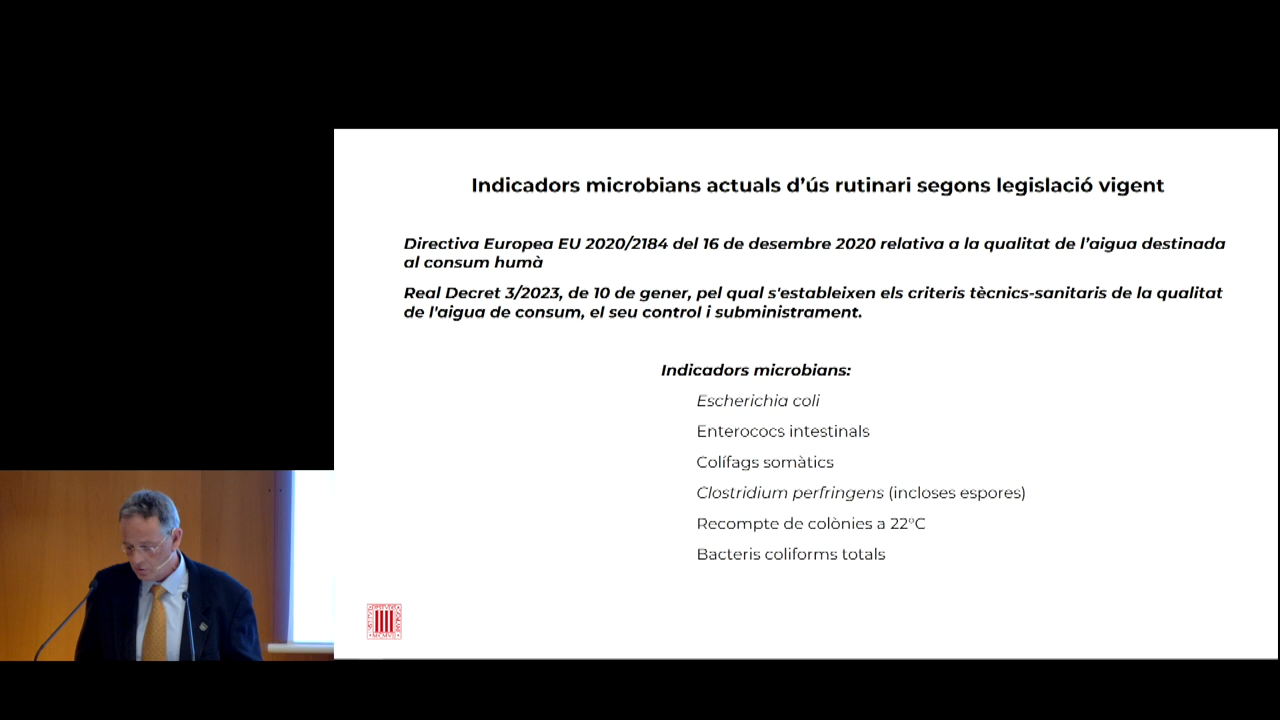 Indicadors microbians actuals d’ús rutinari segons legislació vigent
Directiva Europea EU 2020/2184 del 16 de desembre 2020 relativa a la qualitat de l’aigua destinada
al consum humà
Real Decret 3/2023, de 10 de gener, pel qual s'estableixen els criteris tècnics-sanitaris de la qualitat
de l'aigua de consum, el seu control i subministrament.
Indicadors microbians:
Escherichia coli
Enterococs intestinals
Colífags somàtics
Clostridium perfringens (incloses espores)
Recompte de colònies a 22ºC
Bacteris coliforms totals